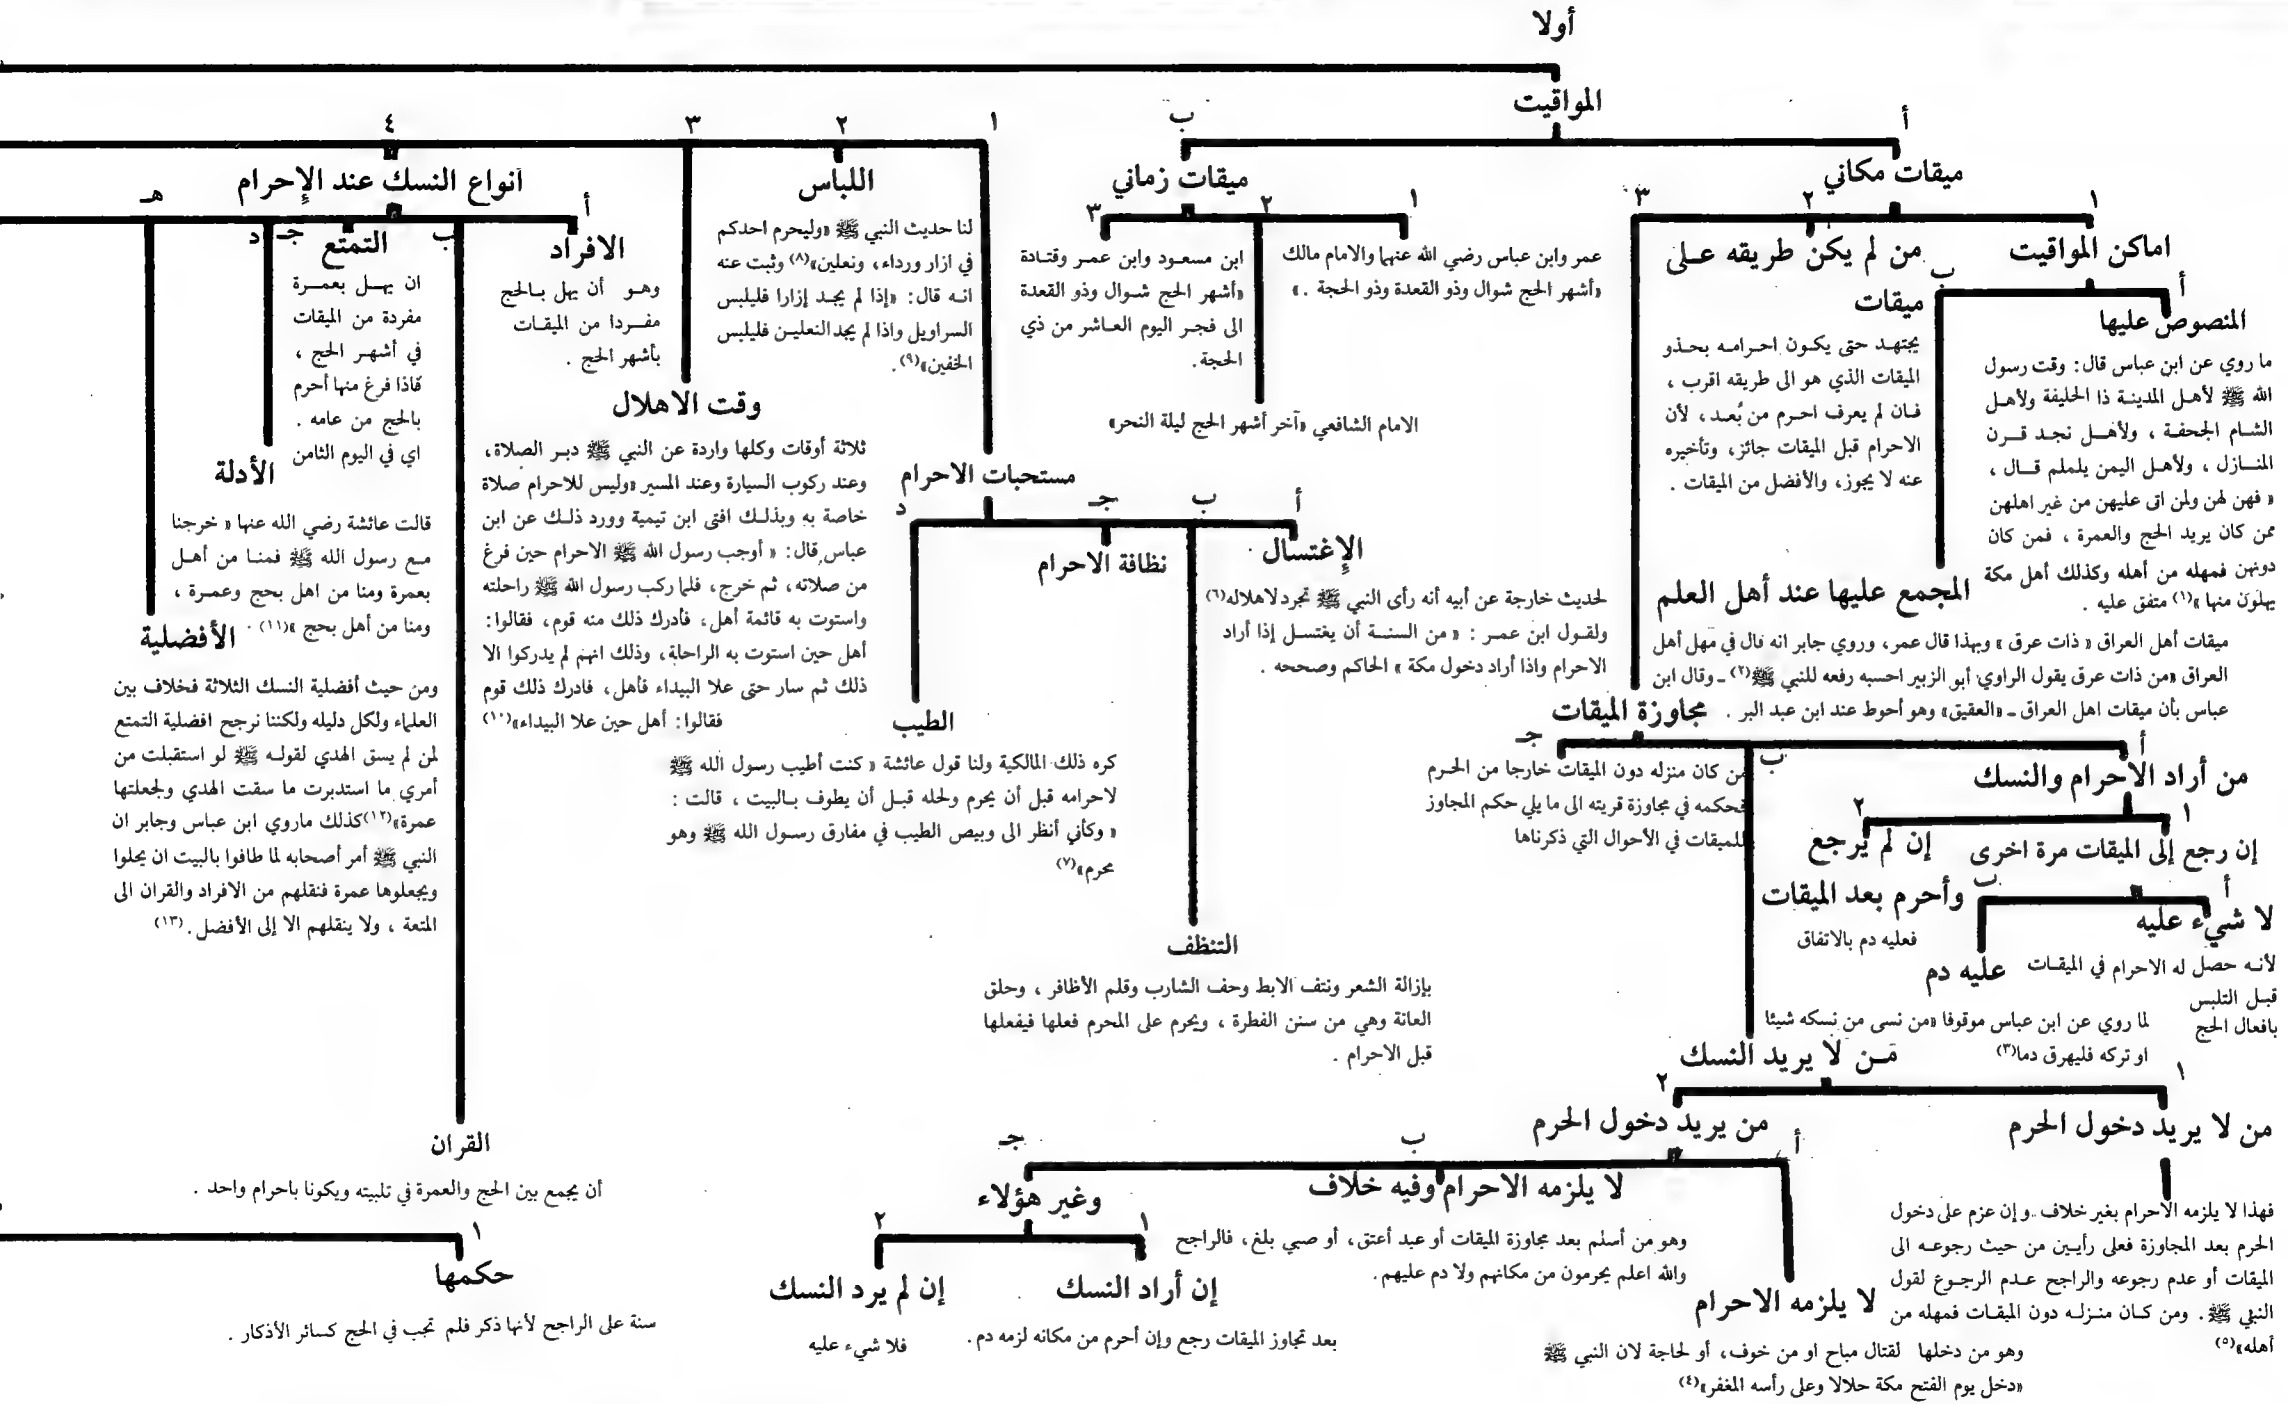 أولا
المواقيت
أ
ميقات مكاني
١
اماكن المواقيت
أ
المنصوص عليها
ما روي عن ابن عباس قال: وقت رسول
الله ﷺ لأهل المدينة ذا الحليفة ولأهل
الشام الجحفة ، ولأهل نجد قرن
المنازل ، ولأهل اليمن يلملم قال ،
« فهن لهن ولمن اتى عليهن من غير اهلهن
ممن كان يريد الحج والعمرة ، فمن كان
دونهن فمهله من أهله وكذلك أهل مكة
يهلون منها »(١) متفق عليه .
ب
المجمع عليها عند أهل العلم
ميقات أهل العراق « ذات عرق » وبهذا قال عمر، وروي جابر انه قال في مهل أهل
العراق «من ذات عرق يقول الراوي أبو الزبير احسبه رفعه للنبي ﷺ(٢) ـ وقال ابن
عباس بأن ميقات اهل العراق ـ «العقيق» وهو أحوط عند ابن عبد البر .
٢
من لم يكن طريقه على
ميقات
يجتهد حتى يكون احرامه بحذو
الميقات الذي هو الى طريقه اقرب ،
فان لم يعرف احرم من بُعد ، لأن
الاحرام قبل الميقات جائز، وتأخيره
عنه لا يجوز، والأفضل من الميقات .
٣
مجاوزة الميقات
أ
من أراد الاحرام والنسك
١
إن رجع إلى الميقات مرة اخرى
أ
لا شيء عليه
لأنه حصل له الاحرام في الميقات
قبل التلبس
بافعال الحج
ب
عليه دم
لما روي عن ابن عباس موقوفا «من نسى من نسكه شيئا
او تركه فليهرق دما(٣)
٢
إن لم يرجع
وأحرم بعد الميقات
فعليه دم بالاتفاق
ب
من لا يريد النسك
١
من لا يريد دخول الحرم
فهذا لا يلزمه الاحرام بغير خلاف .. وإن عزم على دخول
الحرم بعد المجاوزة فعلى رأيين من حيث رجوعه الى
الميقات أو عدم رجوعه والراجح عدم الرجوع لقول
النبي ﷺ . ومن كان منزله دون الميقات فمهله من
أهله»(٥)
٢
من يريد دخول الحرم
أ
لا يلزمه الاحرام
وهو من دخلها لقتال مباح او من خوف، أو لحاجة لان النبي ﷺ
«دخل يوم الفتح مكة حلالا وعلى رأسه المغفر»(٤)
ب
لا يلزمه الاحرام وفيه خلاف
وهو من أسلم بعد مجاوزة الميقات أو عبد أعتق، أو صبي بلغ، فالراجح
والله اعلم يحرمون من مكانهم ولا دم عليهم.
جـ
وغير هؤلاء
١
إن أراد النسك
بعد تجاوز الميقات رجع وإن أحرم من مكانه لزمه دم.
٢
إن لم يرد النسك
فلا شيء عليه
جـ
من كان منزله دون الميقات خارجا من الحرم
فحكمه في مجاوزة قريته الى ما يلي حكم المجاوز
للميقات في الأحوال التي ذكرناها
ب
ميقات زماني
١
عمر وابن عباس رضي الله عنهما والامام مالك
«أشهر الحج شوال وذو القعدة وذو الحجة .»
٢
الامام الشافعي «آخر أشهر الحج ليلة النحر»
٣
ابن مسعود وابن عمر وقتادة
«أشهر الحج شوال وذو القعدة
الى فجر اليوم العاشر من ذي
الحجة.
١
مستحبات الاحرام
أ
الإغتسال
لحديث خارجة عن أبيه أنه رأى النبي ﷺ تجرد لاهلاله(٦)
ولقول ابن عمر : « من السنة أن يغتسل إذا أراد
الاحرام واذا أراد دخول مكة » الحاكم وصححه .
ب
التنظف
بإزالة الشعر ونتف الابط وحف الشارب وقلم الأظافر ، وحلق
العانة وهي من سنن الفطرة ، ويحرم على المحرم فعلها فيفعلها
قبل الاحرام .
جـ
نظافة الاحرام
د
الطيب
كره ذلك المالكية ولنا قول عائشة « كنت أطيب رسول الله ﷺ
لاحرامه قبل أن يحرم ولحله قبل أن يطوف بالبيت ، قالت :
« وكأني أنظر الى وبيص الطيب في مفارق رسول الله ﷺ وهو
محرم»(٧)
٢
اللباس
لنا حديث النبي ﷺ «وليحرم احدكم
في ازار ورداء، ونعلين»(٨) وثبت عنه
انه قال: «إذا لم يجد إزارا فليلبس
السراويل واذا لم يجد النعلين فليلبس
الخفين»(٩).
٣
وقت الاهلال
ثلاثة أوقات وكلها واردة عن النبي ﷺ دبر الصلاة،
وعند ركوب السيارة وعند المسير «وليس للاحرام صلاة
خاصة به وبذلك افتى ابن تيمية وورد ذلك عن ابن
عباس قال: « أوجب رسول الله ﷺ الاحرام حين فرغ
من صلاته، ثم خرج، فلما ركب رسول الله ﷺ راحلته
واستوت به قائمة أهل، فأدرك ذلك منه قوم، فقالوا:
أهل حين استوت به الراحلة، وذلك انهم لم يدركوا الا
ذلك ثم سار حتى علا البيداء فأهل، فادرك ذلك قوم
فقالوا: أهل حين علا البيداء»(١٠)
٤
أنواع النسك عند الإحرام
أ
الافراد
وهو أن يهل بالحج
مفردا من الميقات
بأشهر الحج .
ب
القران
أن يجمع بين الحج والعمرة في تلبيته ويكونا باحرام واحد .
١
حكمها
سنة على الراجح لأنها ذكر فلم تجب في الحج كسائر الأذكار .
جـ
التمتع
ان يهل بعمرة
مفردة من الميقات
في أشهر الحج ،
فاذا فرغ منها أحرم
بالحج من عامه .
اي في اليوم الثامن
د
الأدلة
قالت عائشة رضي الله عنها « خرجنا
مع رسول الله ﷺ فمنا من أهل
بعمرة ومنا من اهل بحج وعمرة ،
ومنا من أهل بحج »(١١) .
هـ
الأفضلية
ومن حيث أفضلية النسك الثلاثة فخلاف بين
العلماء ولكل دليله ولكننا نرجح افضلية التمتع
لمن لم يسق الهدي لقوله ﷺ لو استقبلت من
أمري ما استدبرت ما سقت الهدي ولجعلتها
عمرة»(١٢) كذلك ماروي ابن عباس وجابر ان
النبي ﷺ أمر أصحابه لما طافوا بالبيت ان يحلوا
ويجعلوها عمرة فنقلهم من الافراد والقران الى
المتعة ، ولا ينقلهم الا إلى الأفضل. (١٣)